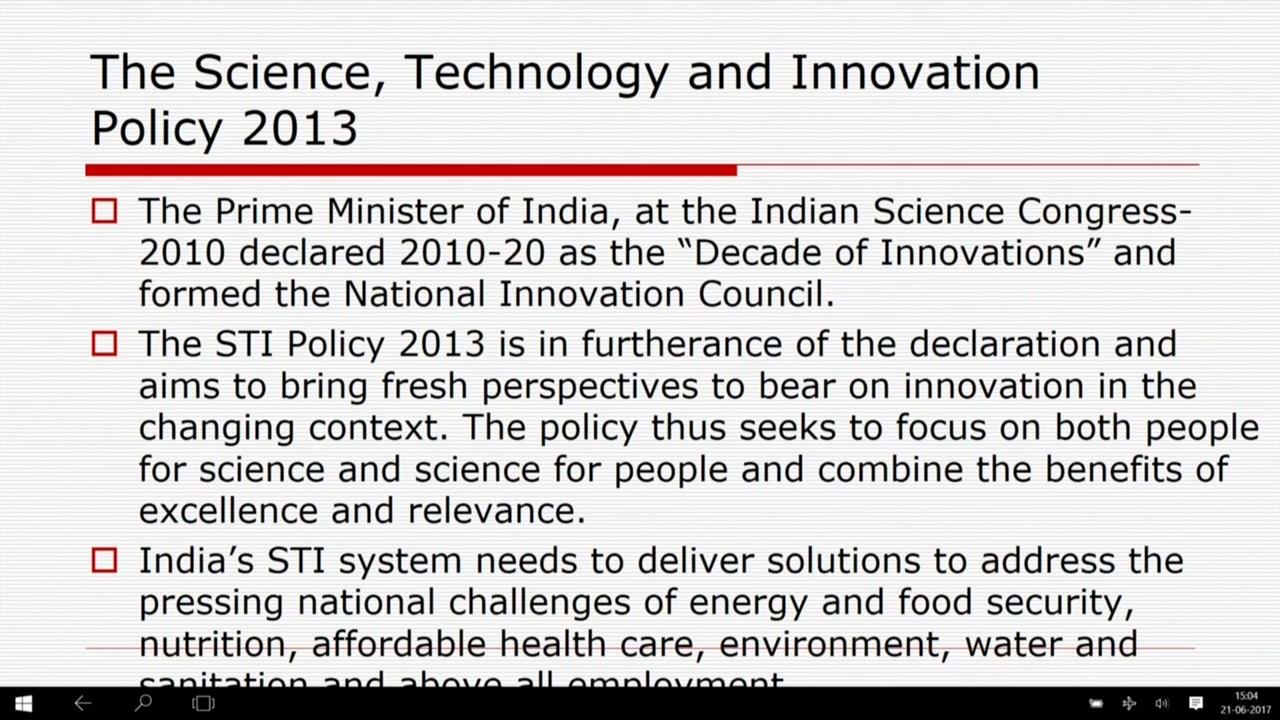 The Science, Technology and Innovation
Policy 2013
The Prime Minister of India, at the Indian Science Congress-
2010 declared 2010-20 as the “Decade of Innovations” and
formed the National Innovation Council.
The STI Policy 2013 is in furtherance of the declaration and
aims to bring fresh perspectives to bear on innovation in the
changing context. The policy thus seeks to focus on both people
for science and science for people and combine the benefits of
excellence and relevance.
India’s STI system needs to deliver solutions to address the
pressing national challenges of energy and food security,
nutrition, affordable health care, environment, water and
sanitation and above all employment
15:04
21-06-2017